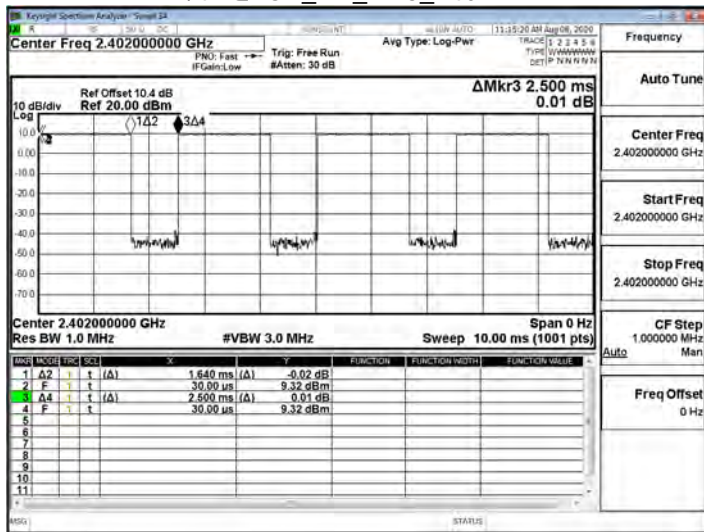 Keysight Spectrum Analyzer - Swept SA
50 Ω DC
ALIGN AUTO
11:15:20 AM Aug 08, 2020
Center Freq 2.402000000 GHz
PNO: Fast
IFGain:Low
Trig: Free Run
#Atten: 30 dB
Avg Type: Log-Pwr
TRACE 1 2 3 4 5 6
TYPE WWWWWW
DET P N N N N N
Ref Offset 10.4 dB
10 dB/div Ref 20.00 dBm
ΔMkr3 2.500 ms
0.01 dB
Log
1Δ2
3Δ4
10.0
0.00
-10.0
-20.0
-30.0
-40.0
-50.0
-60.0
-70.0
Center 2.402000000 GHz
Span 0 Hz
Res BW 1.0 MHz
#VBW 3.0 MHz
Sweep 10.00 ms (1001 pts)
MKR MODE TRC SCL X Y FUNCTION FUNCTION WIDTH FUNCTION VALUE
1 Δ2 1 t (Δ) 1.640 ms (Δ) -0.02 dB
2 F 1 t 30.00 µs 9.32 dBm
3 Δ4 1 t (Δ) 2.500 ms (Δ) 0.01 dB
4 F 1 t 30.00 µs 9.32 dBm
5
6
7
8
9
10
11
MSG
STATUS
Frequency
Auto Tune
Center Freq
2.402000000 GHz
Start Freq
2.402000000 GHz
Stop Freq
2.402000000 GHz
CF Step
1.000000 MHz
Auto Man
Freq Offset
0 Hz